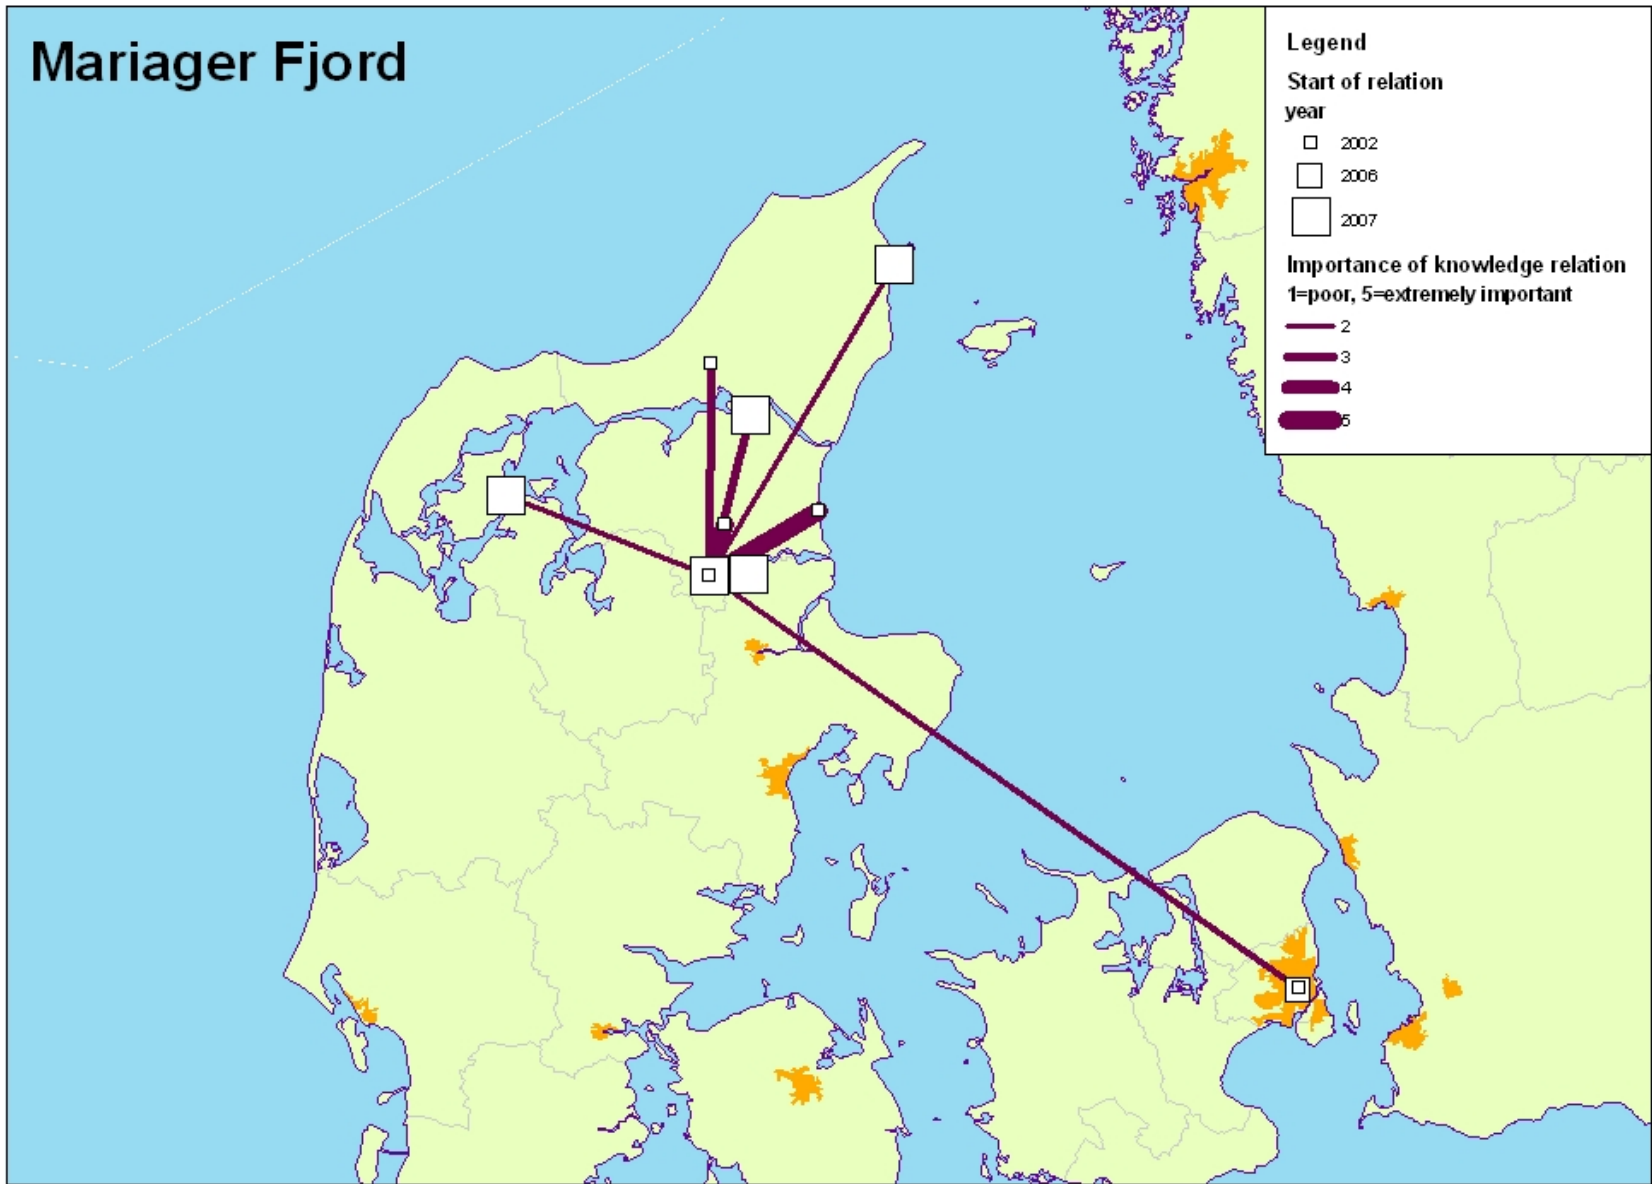 Mariager Fjord
Legend
Start of relation
year
2002
2006
2007
Importance of knowledge relation
1=poor, 5=extremely important
2
3
4
5